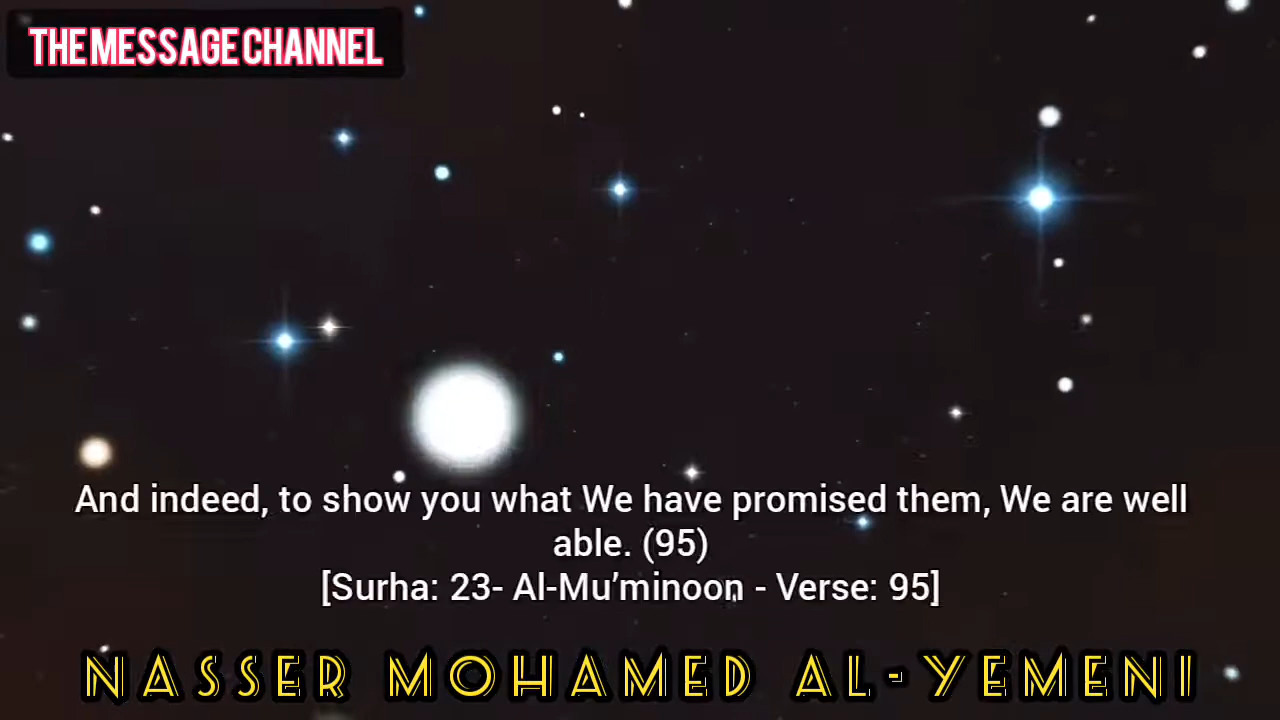 THE MESSAGE CHANNEL
And indeed, to show you what We have promised them, We are well
able. (95)
[Surha: 23- Al-Mu’minoon - Verse: 95]
NASSER MOHAMED AL-YEMENI